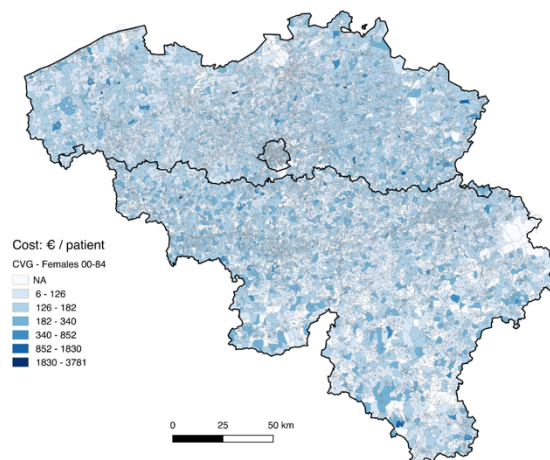 Cost: € / patient
CVG - Females 00-84
NA
6 - 126
126 - 182
182 - 340
340 - 852
852 - 1830
1830 - 3781
0 25 50 km